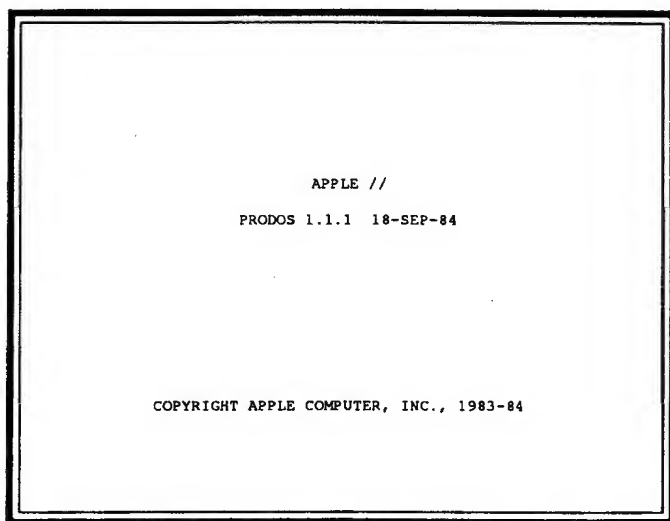 APPLE //
PRODOS 1.1.1 18-SEP-84
COPYRIGHT APPLE COMPUTER, INC., 1983-84